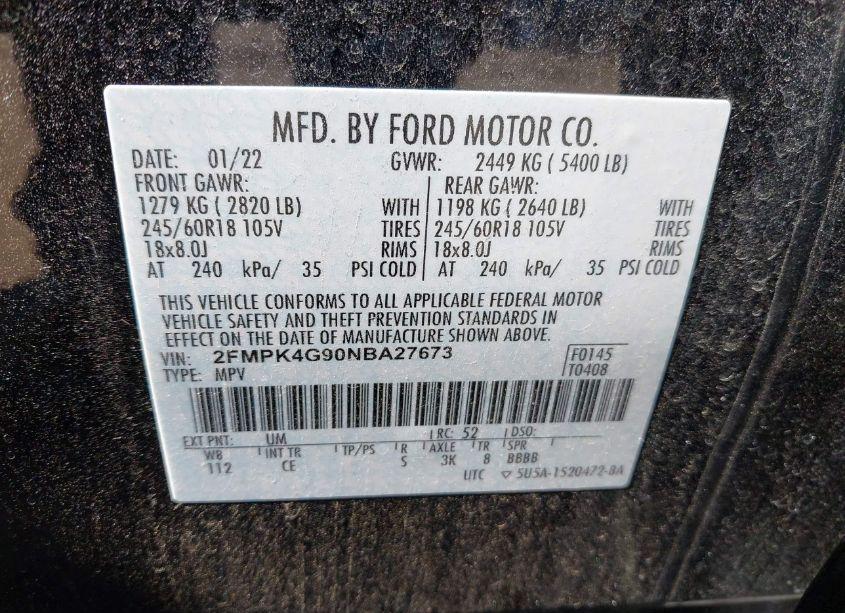 MFD. BY FORD MOTOR CO.
DATE: 01/22 GVWR: 2449 KG ( 5400 LB)
FRONT GAWR: REAR GAWR:
1279 KG ( 2820 LB) WITH 1198 KG ( 2640 LB) WITH
245/60R18 105V TIRES 245/60R18 105V TIRES
18x8.0J RIMS 18x8.0J RIMS
AT 240 kPa/ 35 PSI COLD AT 240 kPa/ 35 PSI COLD
THIS VEHICLE CONFORMS TO ALL APPLICABLE FEDERAL MOTOR
VEHICLE SAFETY AND THEFT PREVENTION STANDARDS IN
EFFECT ON THE DATE OF MANUFACTURE SHOWN ABOVE.
VIN: 2FMPK4G90NBA27673 F0145
TYPE: MPV T0408
EXT PNT: UM RC: 52 DSO:
WB INT TR TP/PS R AXLE TR SPR
112 CE S 3K 8 BBBB
UTC ▽ 5U5A-1520472-BA